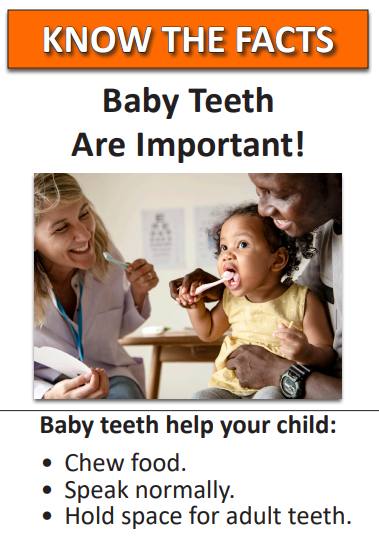 KNOW THE FACTS
Baby Teeth
Are Important!
Baby teeth help your child:
• Chew food.
• Speak normally.
• Hold space for adult teeth.